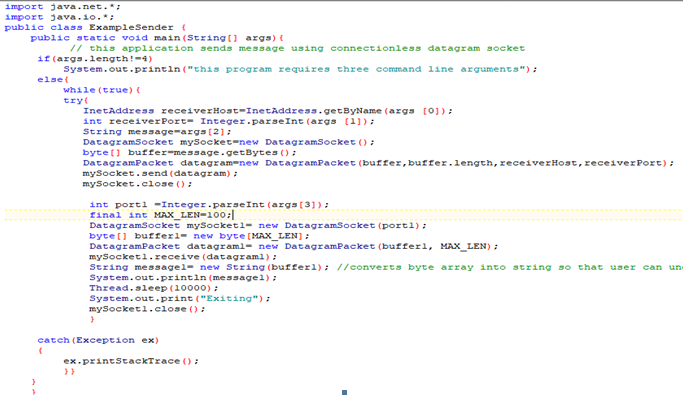 import java.net.*;
import java.io.*;
public class ExampleSender {
public static void main(String[] args){
// this application sends message using connectionless datagram socket
if(args.length!=4)
System.out.println("this program requires three command line arguments");
else{
while(true){
try{
InetAddress receiverHost=InetAddress.getByName(args [0]);
int receiverPort= Integer.parseInt(args [1]);
String message=args[2];
DatagramSocket mySocket=new DatagramSocket();
byte[] buffer=message.getBytes();
DatagramPacket datagram=new DatagramPacket(buffer,buffer.length,receiverHost,receiverPort);
mySocket.send(datagram);
mySocket.close();
int port1 =Integer.parseInt(args[3]);
final int MAX_LEN=100;
DatagramSocket mySocket1= new DatagramSocket(port1);
byte[] buffer1= new byte[MAX_LEN];
DatagramPacket datagram1= new DatagramPacket(buffer1, MAX_LEN);
mySocket1.receive(datagram1);
String message1= new String(buffer1); //converts byte array into string so that user can
System.out.println(message1);
Thread.sleep(10000);
System.out.print("Exiting");
mySocket1.close();
}
catch(Exception ex)
{
ex.printStackTrace();
}}
}
}